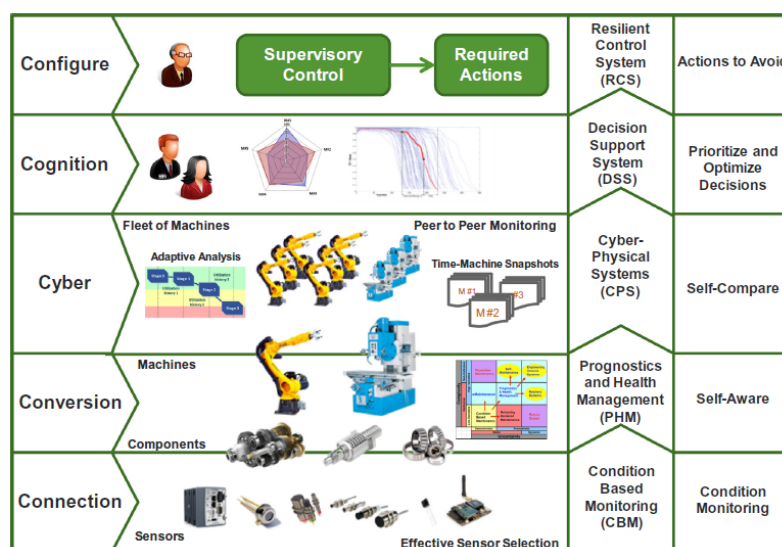 Configure
Supervisory
Control
Required
Actions
Resilient
Control
System
(RCS)
Actions to Avoid
Cognition
Decision
Support
System
(DSS)
Prioritize and
Optimize
Decisions
Cyber
Fleet of Machines
Peer to Peer Monitoring
Adaptive Analysis
Time-Machine Snapshots
M #1
M #2
#3
Cyber-
Physical
Systems
(CPS)
Self-Compare
Conversion
Machines
Components
Prognostics
and Health
Management
(PHM)
Self-Aware
Connection
Sensors
Effective Sensor Selection
Condition
Based
Monitoring
(CBM)
Condition
Monitoring